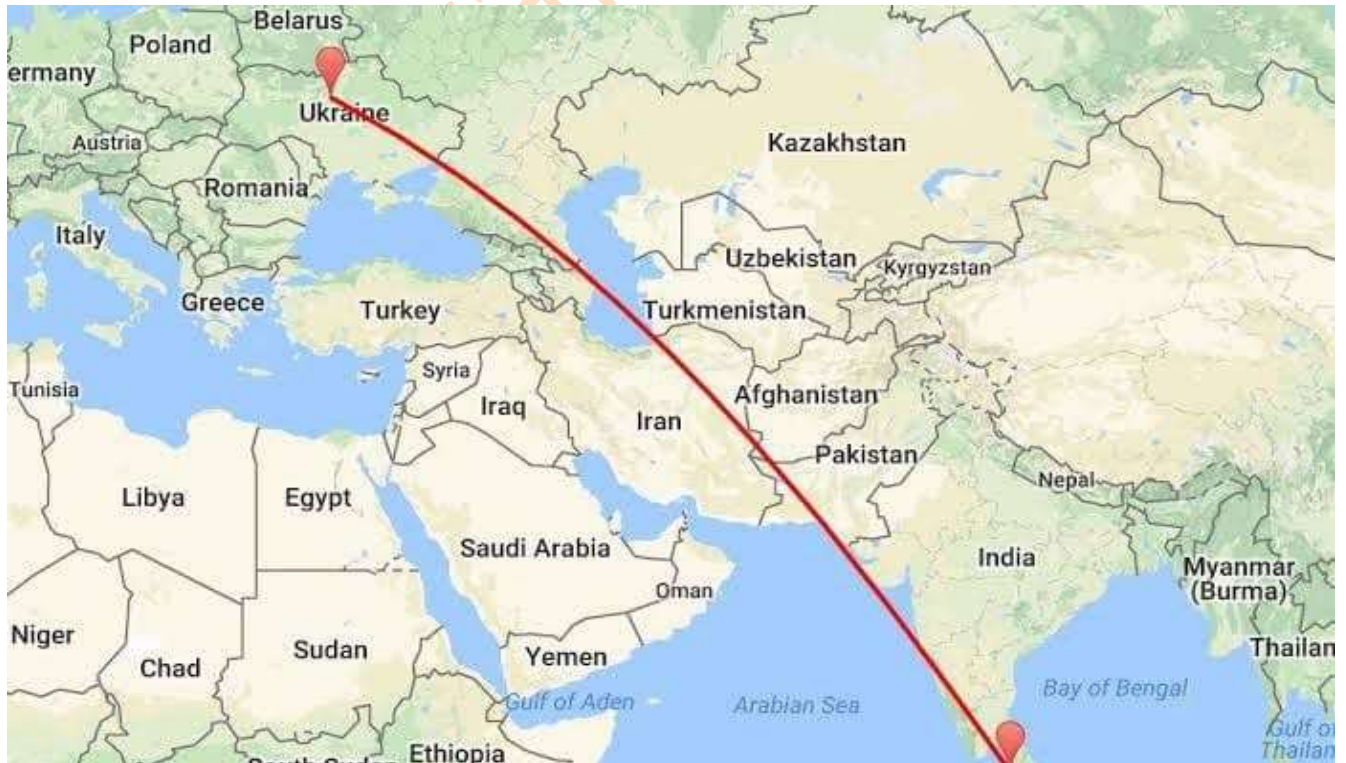 Belarus
Poland
ermany
Ukraine
Austria
Kazakhstan
Romania
Italy
Uzbekistan
Kyrgyzstan
Greece
Turkey
Turkmenistan
Syria
Tunisia
Afghanistan
Iraq
Iran
Pakistan
Nepal
Libya
Egypt
Saudi Arabia
India
Myanmar
(Burma)
Oman
Niger
Chad
Sudan
Yemen
Thailan
Gulf of Aden
Arabian Sea
Bay of Bengal
Gulf of
Thailan
Ethiopia
South Sudan